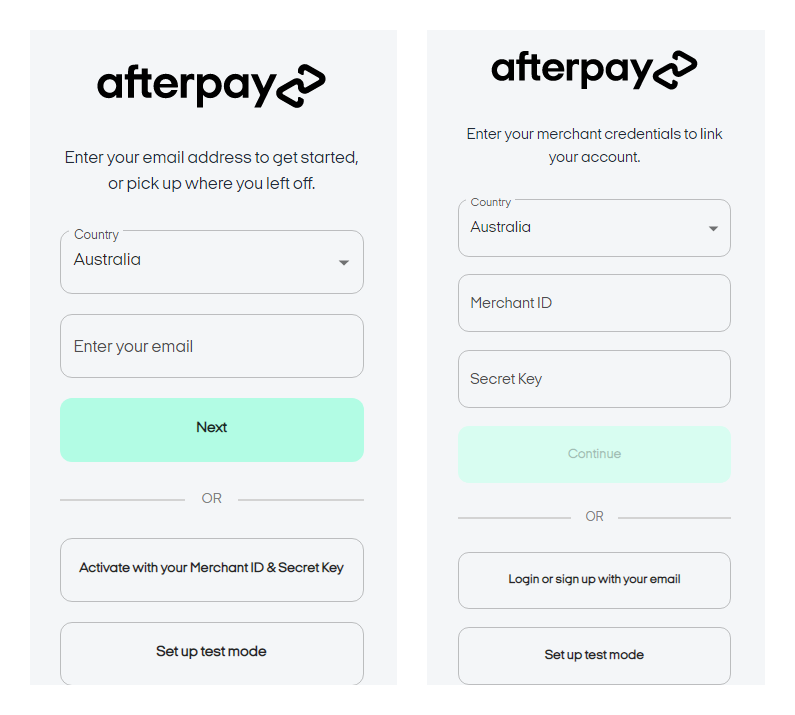 afterpay
Enter your email address to get started,
or pick up where you left off.
Country
Australia
Enter your email
Next
OR
Activate with your Merchant ID & Secret Key
Set up test mode
afterpay
Enter your merchant credentials to link
your account.
Country
Australia
Merchant ID
Secret Key
Continue
OR
Login or sign up with your email
Set up test mode